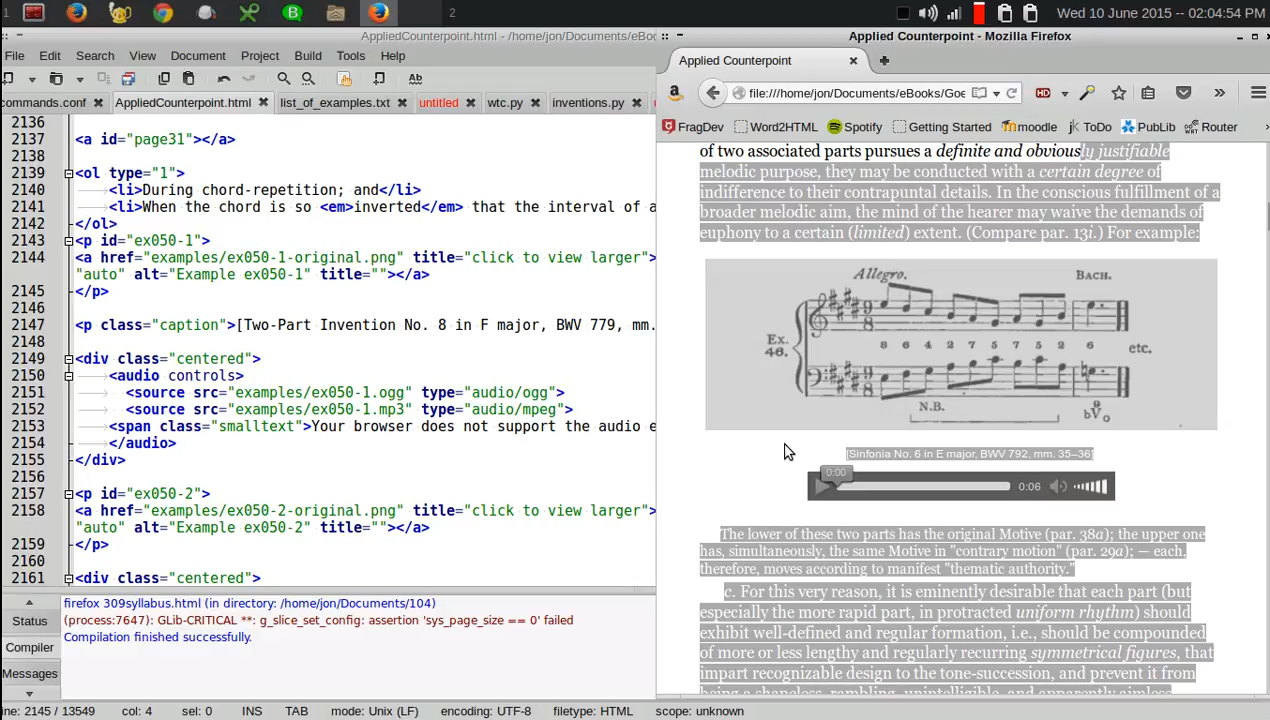 1
2
Wed 10 June 2015 -- 02:04:54 PM
AppliedCounterpoint.html - /home/jon/Documents/eBo
File Edit Search View Document Project Build Tools Help
commands.conf AppliedCounterpoint.html list_of_examples.txt untitled wtc.py inventions.py
2136
2137 <a id="page31"></a>
2138
2139 <ol type="1">
2140 <li>During chord-repetition; and</li>
2141 <li>When the chord is so <em>inverted</em> that the interval of a
2142 </ol>
2143 <p id="ex050-1">
2144 <a href="examples/ex050-1-original.png" title="click to view larger">
"auto" alt="Example ex050-1" title=""></a>
2145 </p>
2146
2147 <p class="caption">[Two-Part Invention No. 8 in F major, BWV 779, mm.
2148
2149 <div class="centered">
2150 <audio controls>
2151 <source src="examples/ex050-1.ogg" type="audio/ogg">
2152 <source src="examples/ex050-1.mp3" type="audio/mpeg">
2153 <span class="smalltext">Your browser does not support the audio e
2154 </audio>
2155 </div>
2156
2157 <p id="ex050-2">
2158 <a href="examples/ex050-2-original.png" title="click to view larger">
"auto" alt="Example ex050-2" title=""></a>
2159 </p>
2160
2161 <div class="centered">
Status
Compiler
Messages
firefox 309syllabus.html (in directory: /home/jon/Documents/104)
(process:7647): GLib-CRITICAL **: g_slice_set_config: assertion 'sys_page_size == 0' failed
Compilation finished successfully.
ine: 2145 / 13549 col: 4 sel: 0 INS TAB mode: Unix (LF) encoding: UTF-8 filetype: HTML scope: unknown
Applied Counterpoint - Mozilla Firefox
Applied Counterpoint
file:///home/jon/Documents/eBooks/Goe
HD
FragDev Word2HTML Spotify Getting Started moodle jk ToDo PubLib Router
of two associated parts pursues a definite and obviously justifiable
melodic purpose, they may be conducted with a certain degree of
indifference to their contrapuntal details. In the conscious fulfillment of a
broader melodic aim, the mind of the hearer may waive the demands of
euphony to a certain (limited) extent. (Compare par. 13i.) For example:
Allegro. BACH.
Ex. 46.
9 8
8 6 4 2 7 5 7 5 2 6 etc.
9 8
N.B.
[Sinfonia No. 6 in E major, BWV 792, mm. 35–36]
0:00
0:06
The lower of these two parts has the original Motive (par. 38a); the upper one
has, simultaneously, the same Motive in "contrary motion" (par. 29a); — each,
therefore, moves according to manifest "thematic authority."
c. For this very reason, it is eminently desirable that each part (but
especially the more rapid part, in protracted uniform rhythm) should
exhibit well-defined and regular formation, i.e., should be compounded
of more or less lengthy and regularly recurring symmetrical figures, that
impart recognizable design to the tone-succession, and prevent it from
being a shapeless, rambling, unintelligible, and apparently aimless